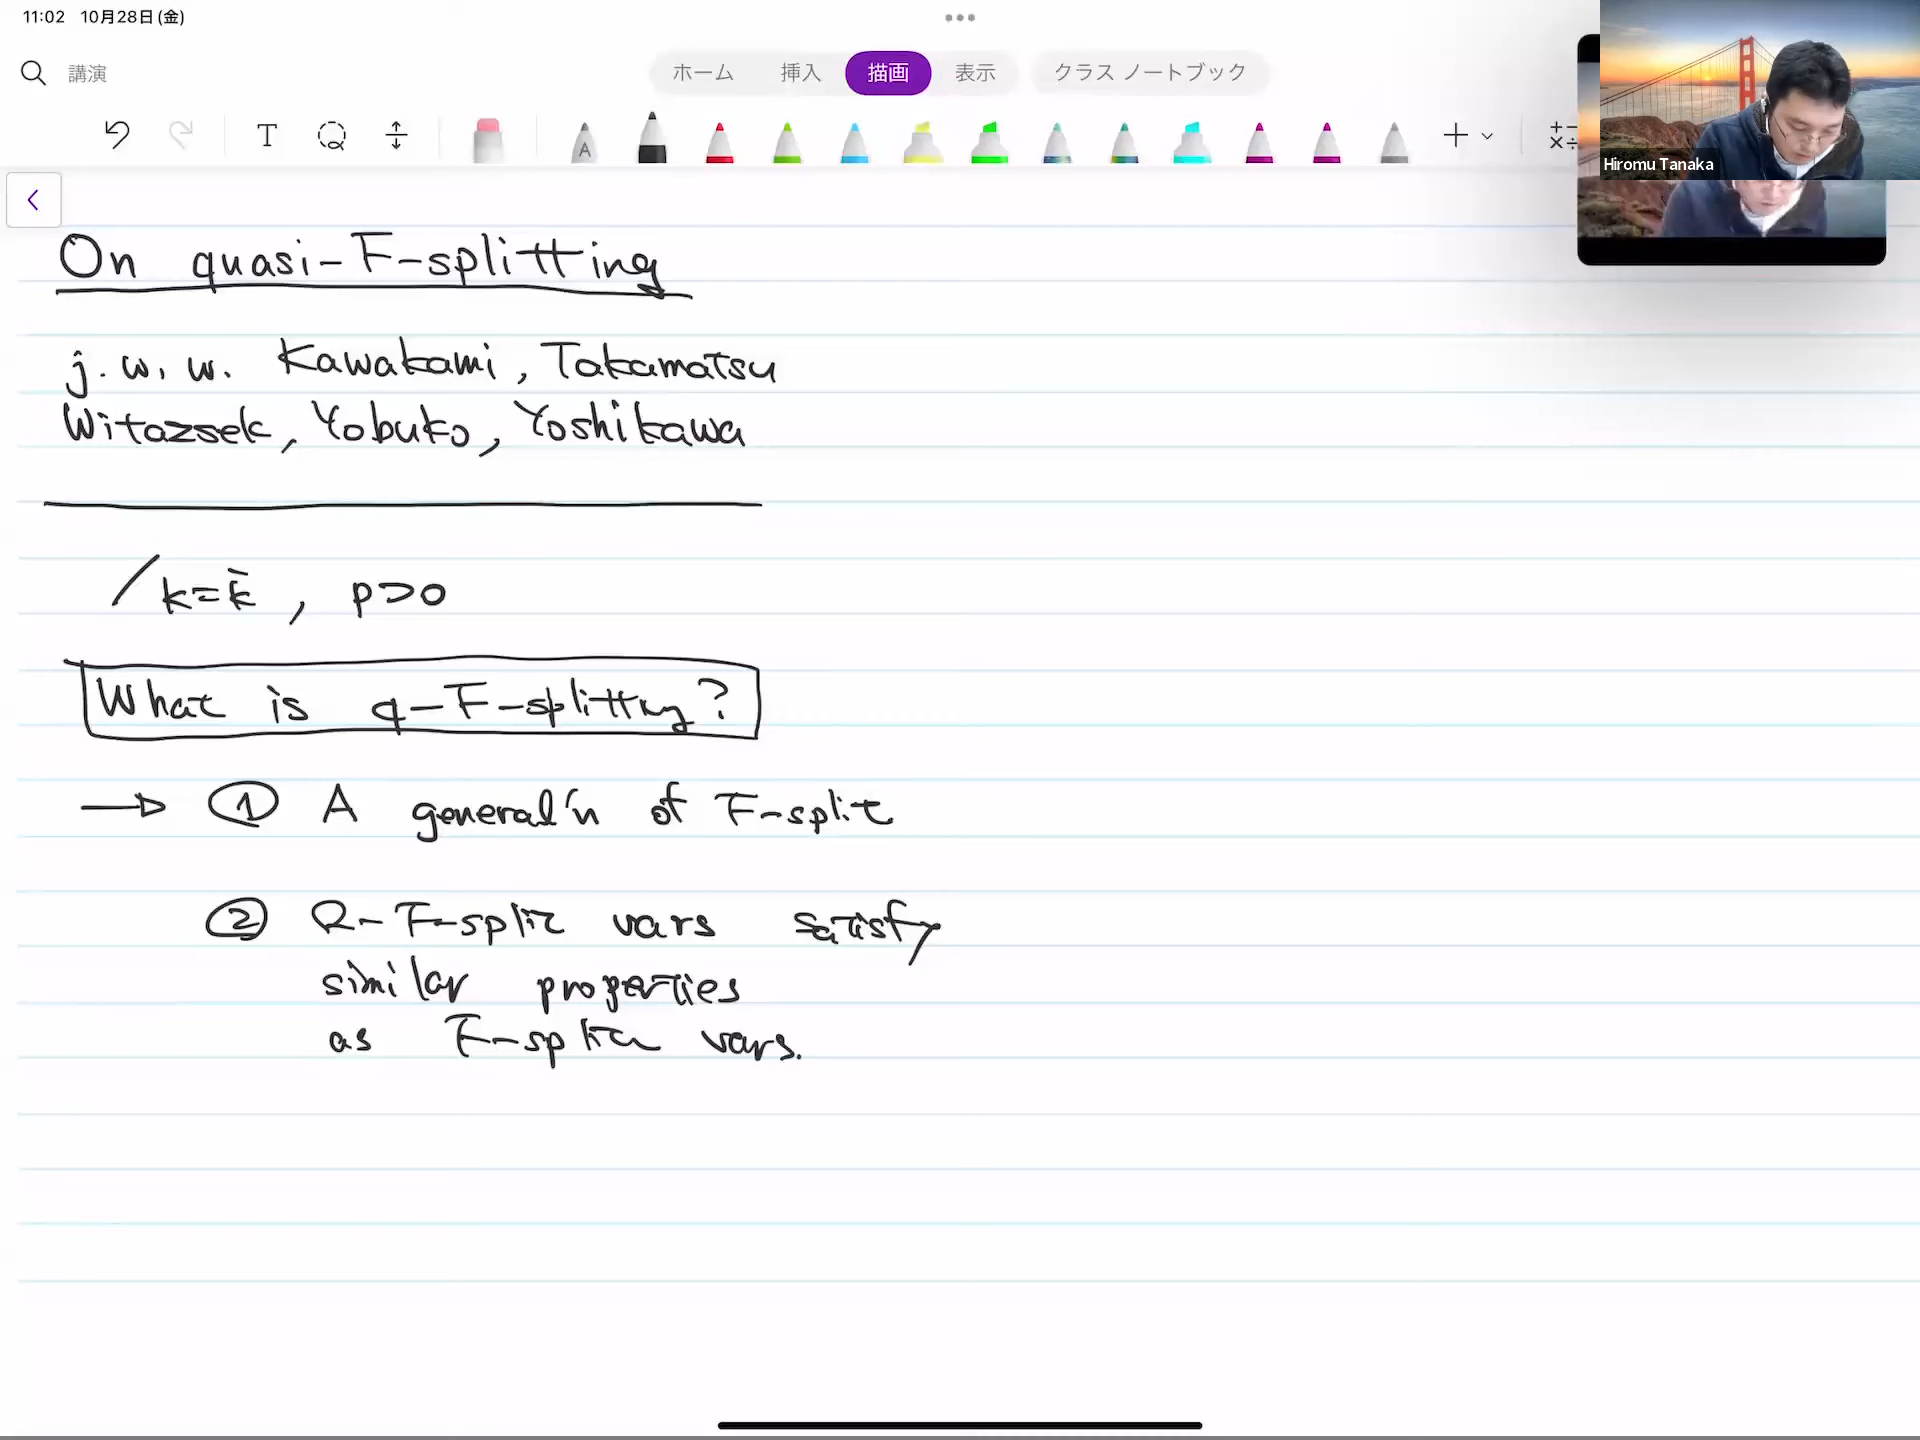 11:02 10月28日(金)
講演
ホーム 挿入 描画 表示 クラス ノートブック
T
A
Hiromu Tanaka
On quasi-F-splitting
j.w.w. Kawakami, Takamatsu
Witazsek, Yobuko, Yoshikawa
/k=k̄, p>0
What is q-F-splitting?
→ ① A general'n of F-split
② Q-F-split vars satisfy
similar properties
as F-split vars.